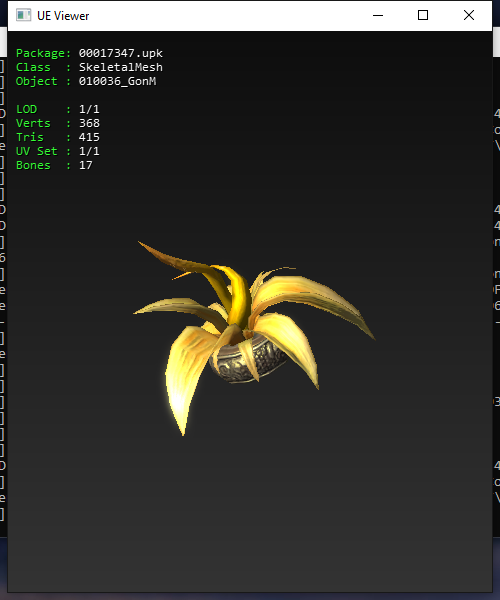 UE Viewer
Package: 00017347.upk
Class : SkeletalMesh
Object : 010036_GonM
LOD : 1/1
Verts : 368
Tris : 415
UV Set : 1/1
Bones : 17